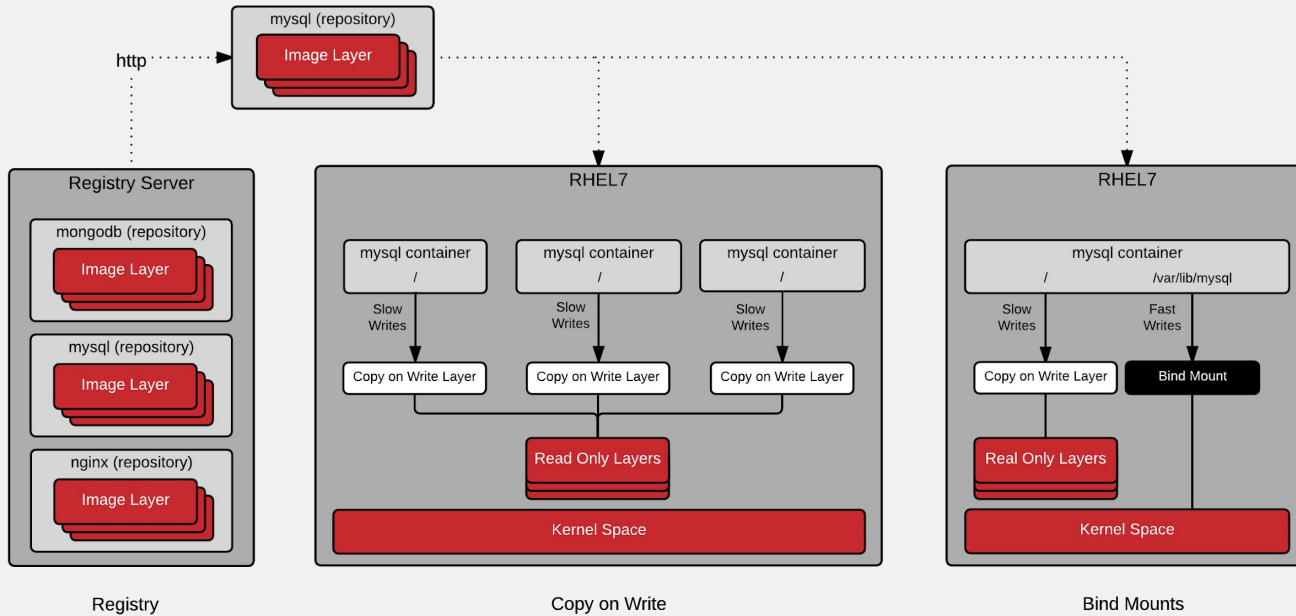 mysql (repository)
Image Layer
http
Registry Server
mongodb (repository)
Image Layer
mysql (repository)
Image Layer
nginx (repository)
Image Layer
Registry
RHEL7
mysql container
/
mysql container
/
mysql container
/
Slow
Writes
Slow
Writes
Slow
Writes
Copy on Write Layer
Copy on Write Layer
Copy on Write Layer
Read Only Layers
Kernel Space
Copy on Write
RHEL7
mysql container
/ /var/lib/mysql
Slow
Writes
Fast
Writes
Copy on Write Layer
Bind Mount
Real Only Layers
Kernel Space
Bind Mounts